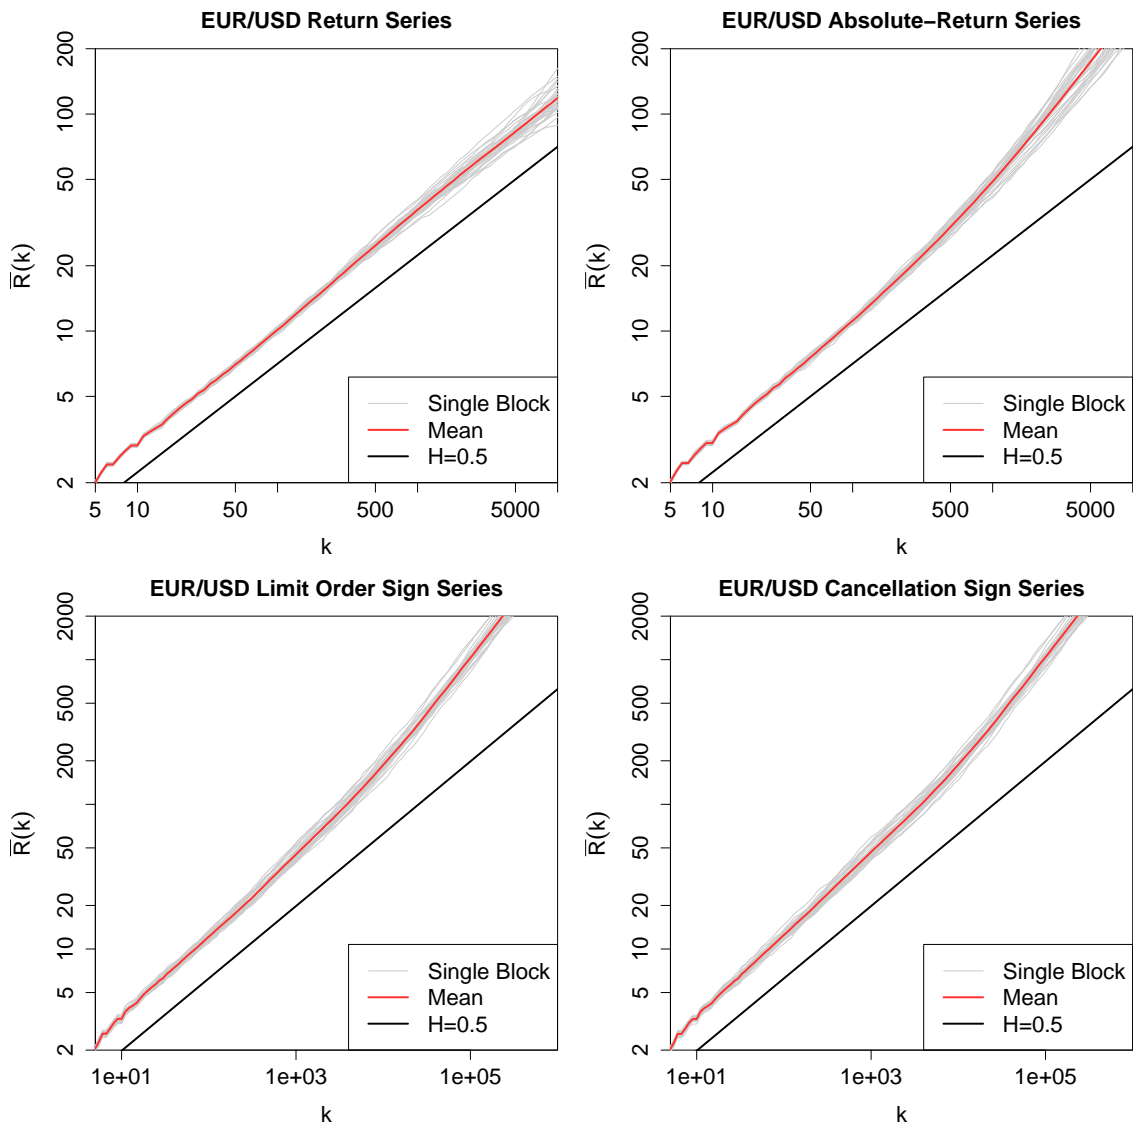 EUR/USD Return Series
200
100
50
20
10
5
2
R(k)
Single Block
Mean
H=0.5
5 10 50 500 5000
k
EUR/USD Absolute−Return Series
200
100
50
20
10
5
2
R(k)
Single Block
Mean
H=0.5
5 10 50 500 5000
k
EUR/USD Limit Order Sign Series
2000
500
200
50
20
10
5
2
R(k)
Single Block
Mean
H=0.5
1e+01 1e+03 1e+05
k
EUR/USD Cancellation Sign Series
2000
500
200
50
20
10
5
2
R(k)
Single Block
Mean
H=0.5
1e+01 1e+03 1e+05
k